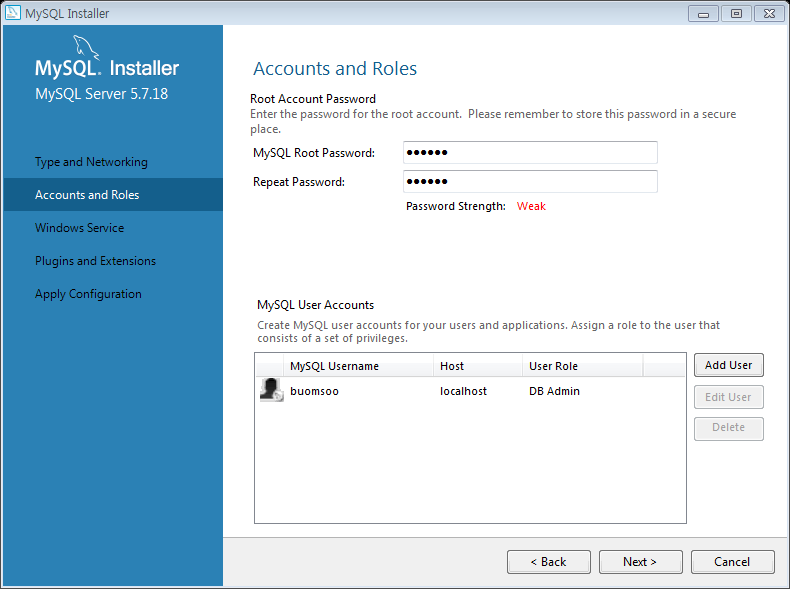 MySQL Installer
MySQL. Installer
MySQL Server 5.7.18
Type and Networking
Accounts and Roles
Windows Service
Plugins and Extensions
Apply Configuration
Accounts and Roles
Root Account Password
Enter the password for the root account.  Please remember to store this password in a secure
place.
MySQL Root Password: ●●●●●●
Repeat Password: ●●●●●●
Password Strength: Weak
MySQL User Accounts
Create MySQL user accounts for your users and applications. Assign a role to the user that
consists of a set of privileges.
MySQL Username Host User Role
buomsoo localhost DB Admin
Add User
Edit User
Delete
< Back Next > Cancel